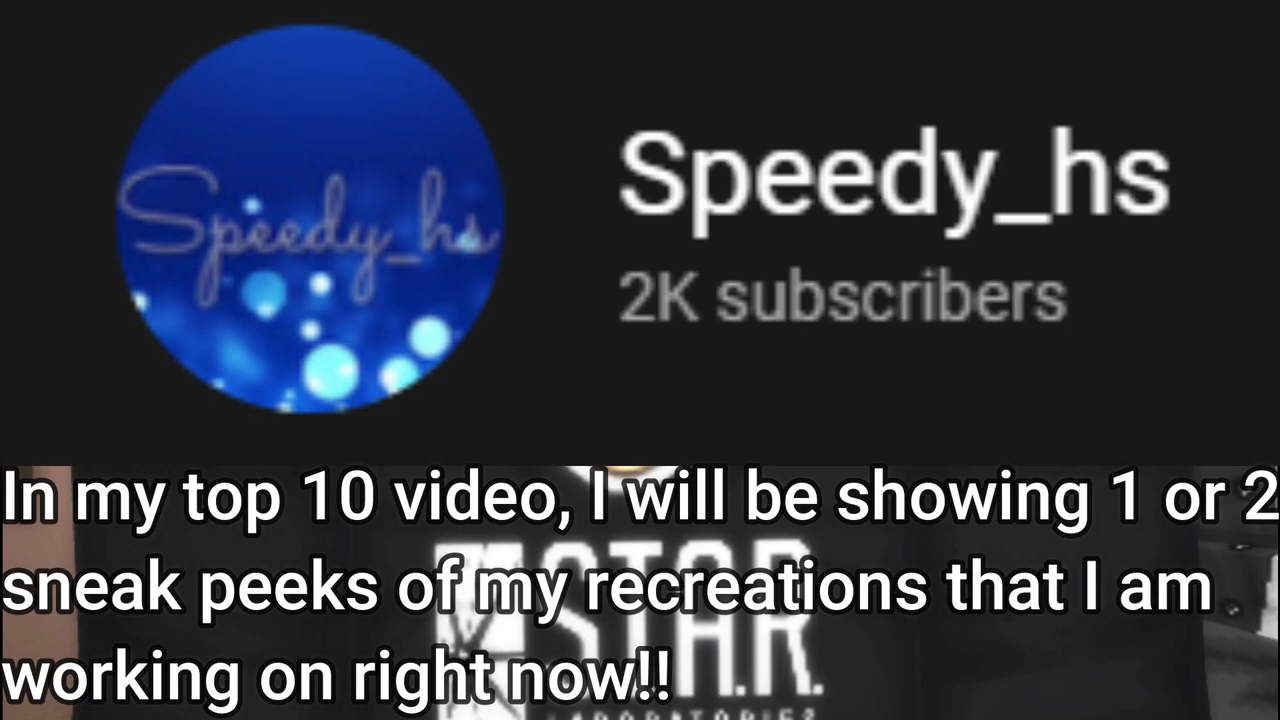 Speedy_hs
Speedy_hs
2K subscribers
In my top 10 video, I will be showing 1 or 2
sneak peeks of my recreations that I am
working on right now!!
S.T.A.R.
LABORATORIES